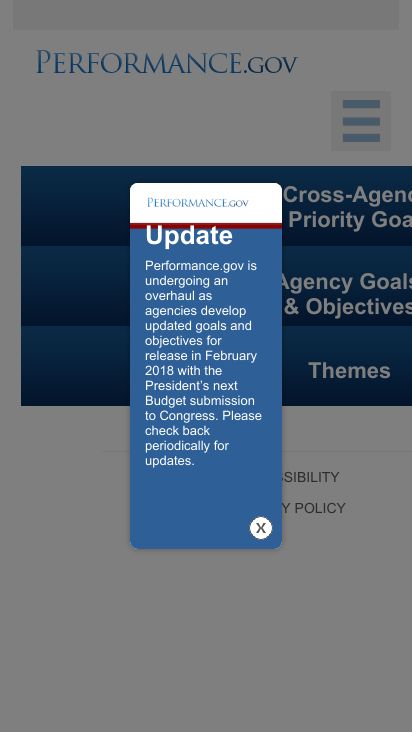 PERFORMANCE.GOV
PERFORMANCE.GOV
Update
Performance.gov is
undergoing an
overhaul as
agencies develop
updated goals and
objectives for
release in February
2018 with the
President's next
Budget submission
to Congress. Please
check back
periodically for
updates.
X
Cross-Agen
Priority Goa
Agency Goals
& Objectives
Themes
SIBILITY
Y POLICY